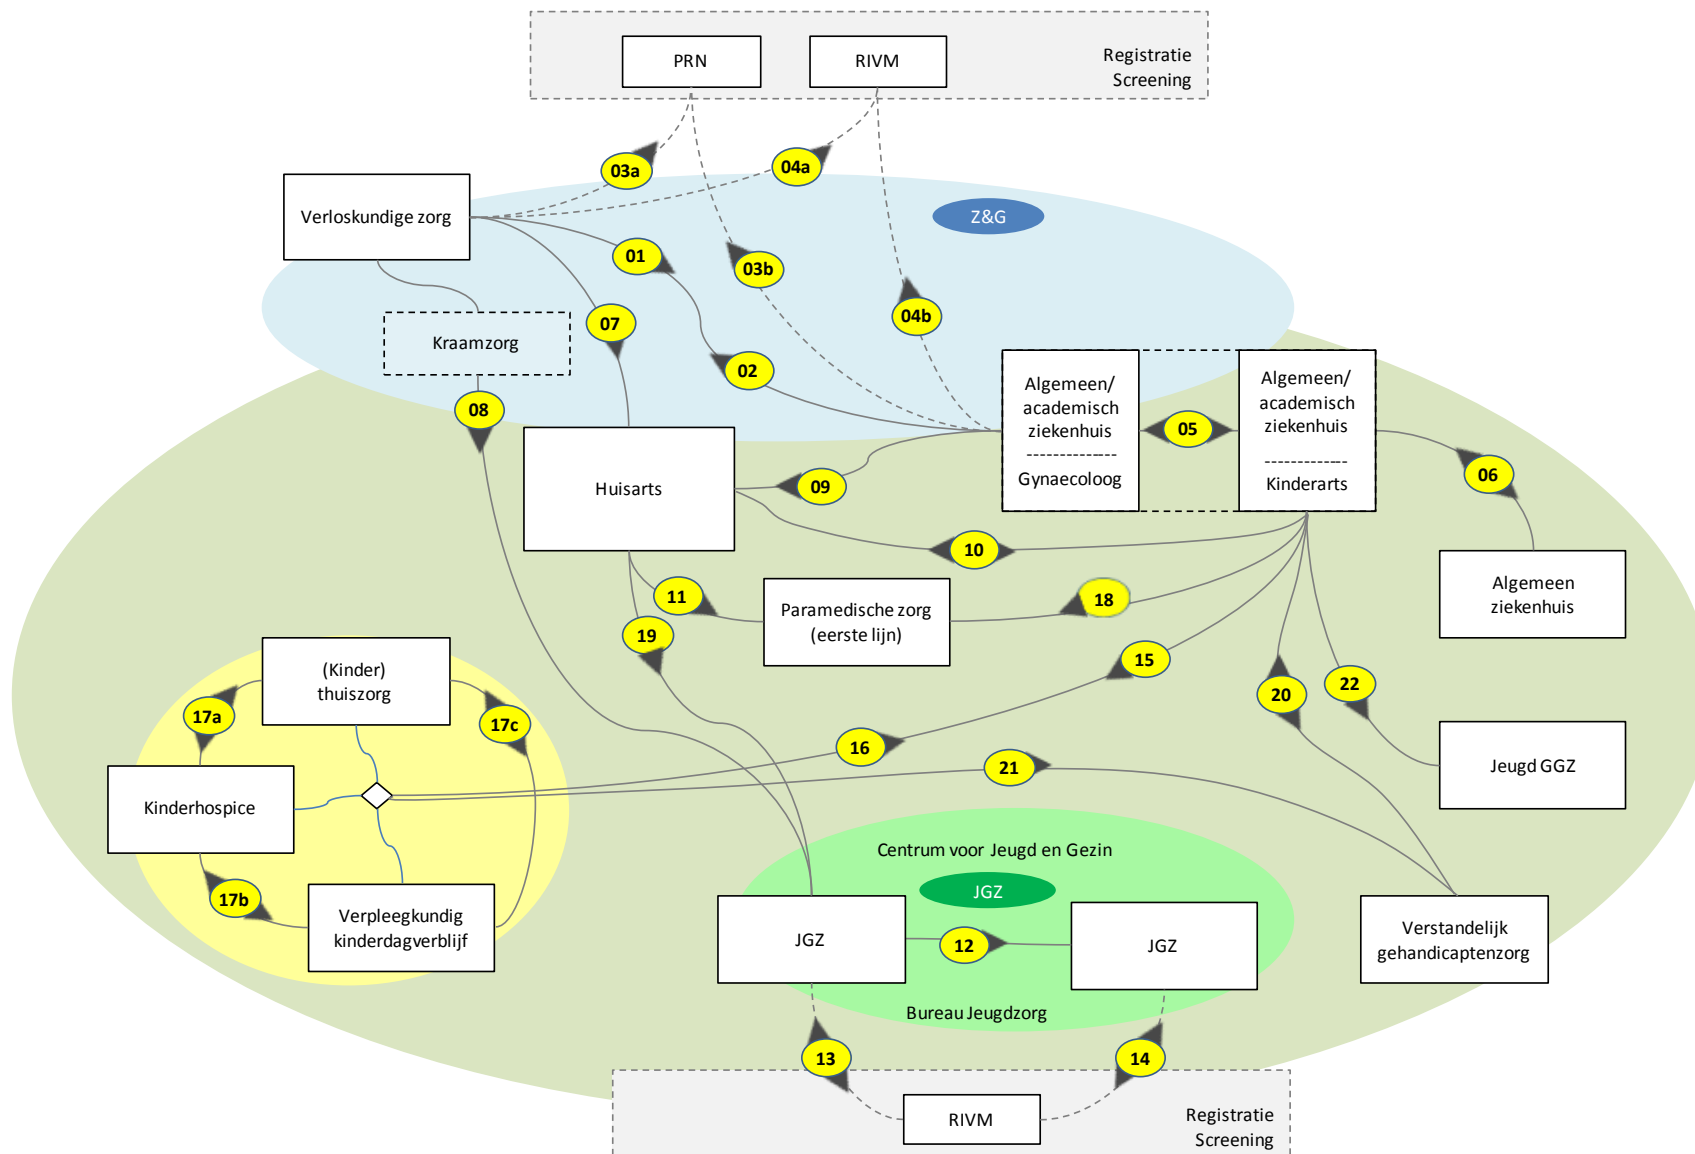 PRN
RIVM
Registratie
Screening
03a
04a
Verloskundige zorg
Z&G
01
03b
07
04b
Kraamzorg
02
08
Algemeen/
academisch
ziekenhuis
--------------
Gynaecoloog
05
Algemeen/
academisch
ziekenhuis
-------------
Kinderarts
06
Huisarts
09
10
Algemeen
ziekenhuis
11
Paramedische zorg
(eerste lijn)
18
19
15
(Kinder)
thuiszorg
17a
17c
20
22
16
21
Jeugd GGZ
Kinderhospice
Centrum voor Jeugd en Gezin
JGZ
17b
Verpleegkundig
kinderdagverblijf
JGZ
12
JGZ
Verstandelijk
gehandicaptenzorg
Bureau Jeugdzorg
13
14
RIVM
Registratie
Screening